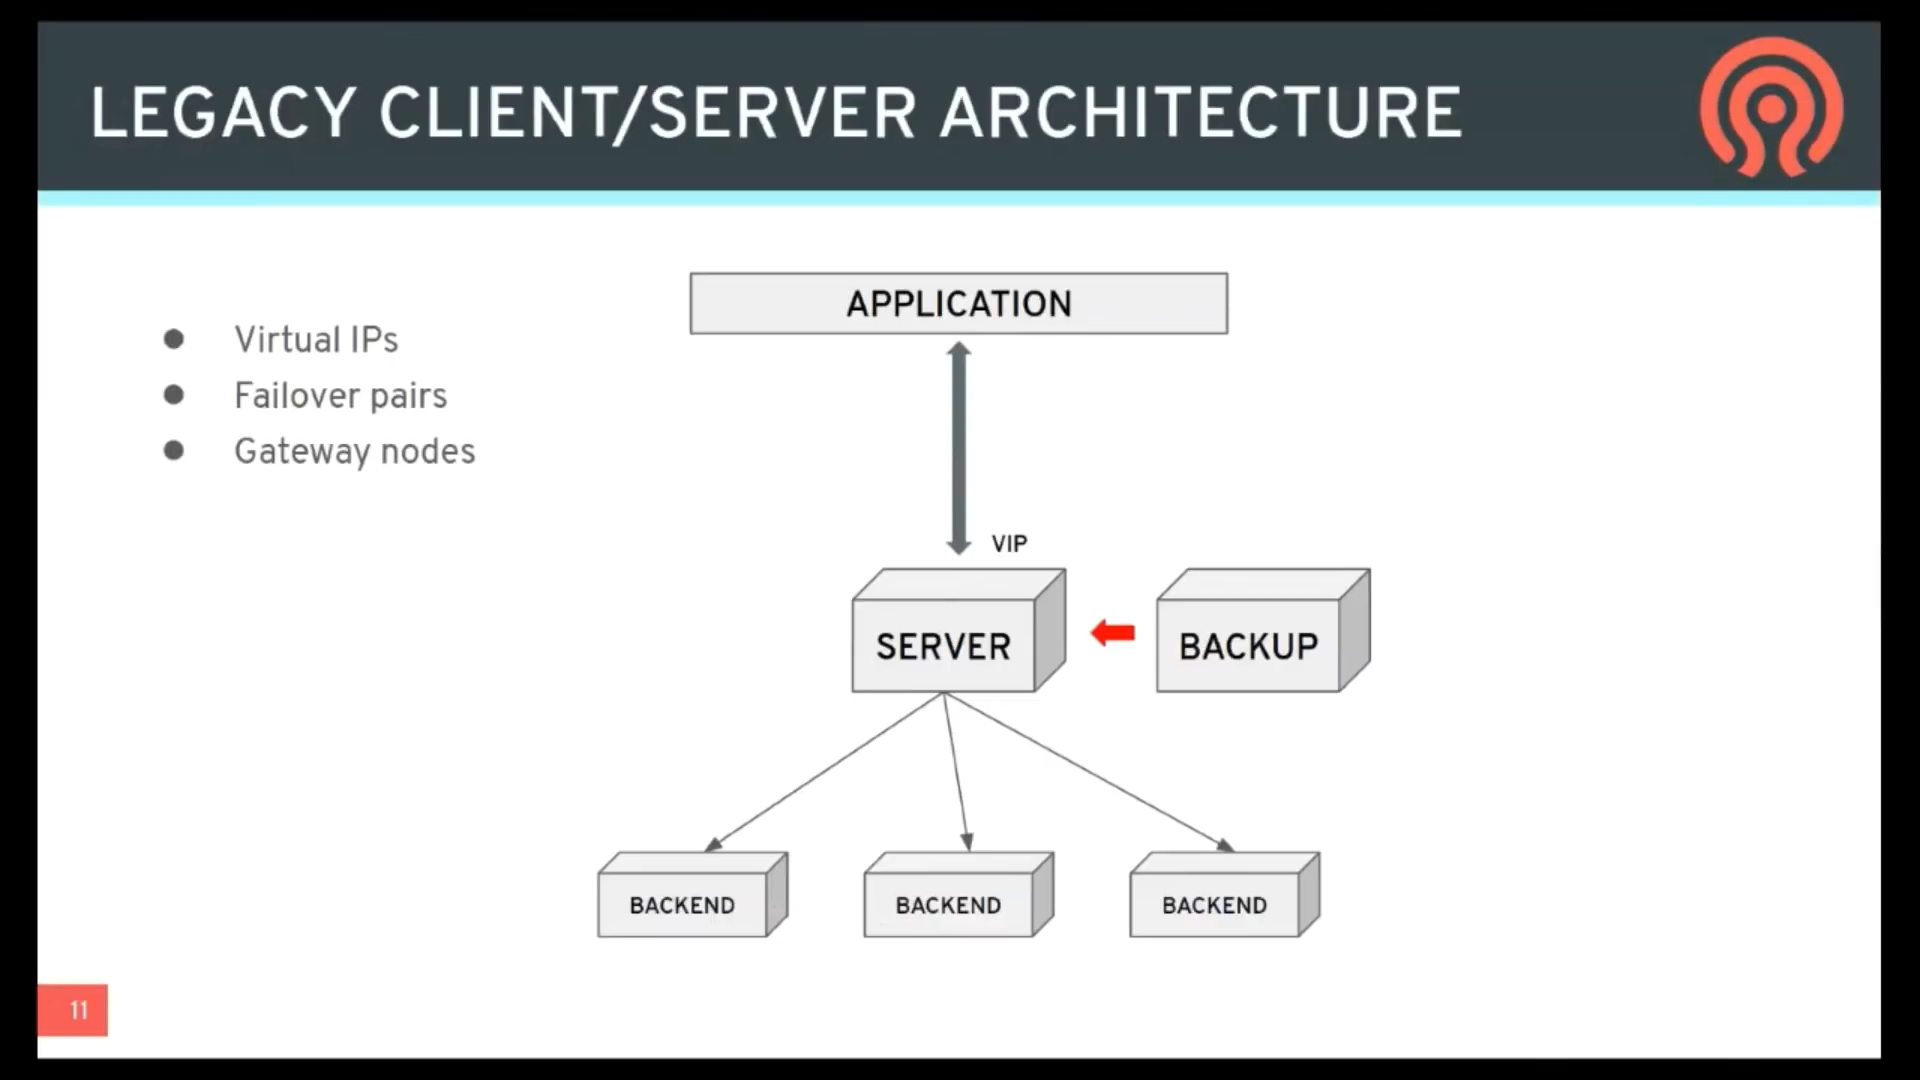 LEGACY CLIENT/SERVER ARCHITECTURE
Virtual IPs
Failover pairs
Gateway nodes
APPLICATION
VIP
SERVER
BACKUP
BACKEND
BACKEND
BACKEND
11